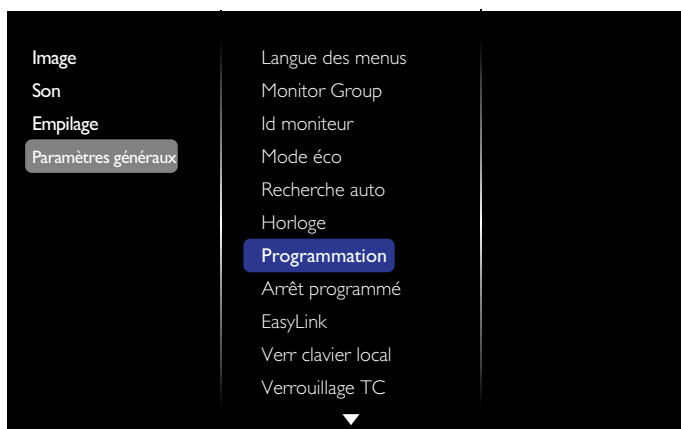 Image
Son
Empilage
Paramètres généraux
Langue des menus
Monitor Group
Id moniteur
Mode éco
Recherche auto
Horloge
Programmation
Arrêt programmé
EasyLink
Verr clavier local
Verrouillage TC